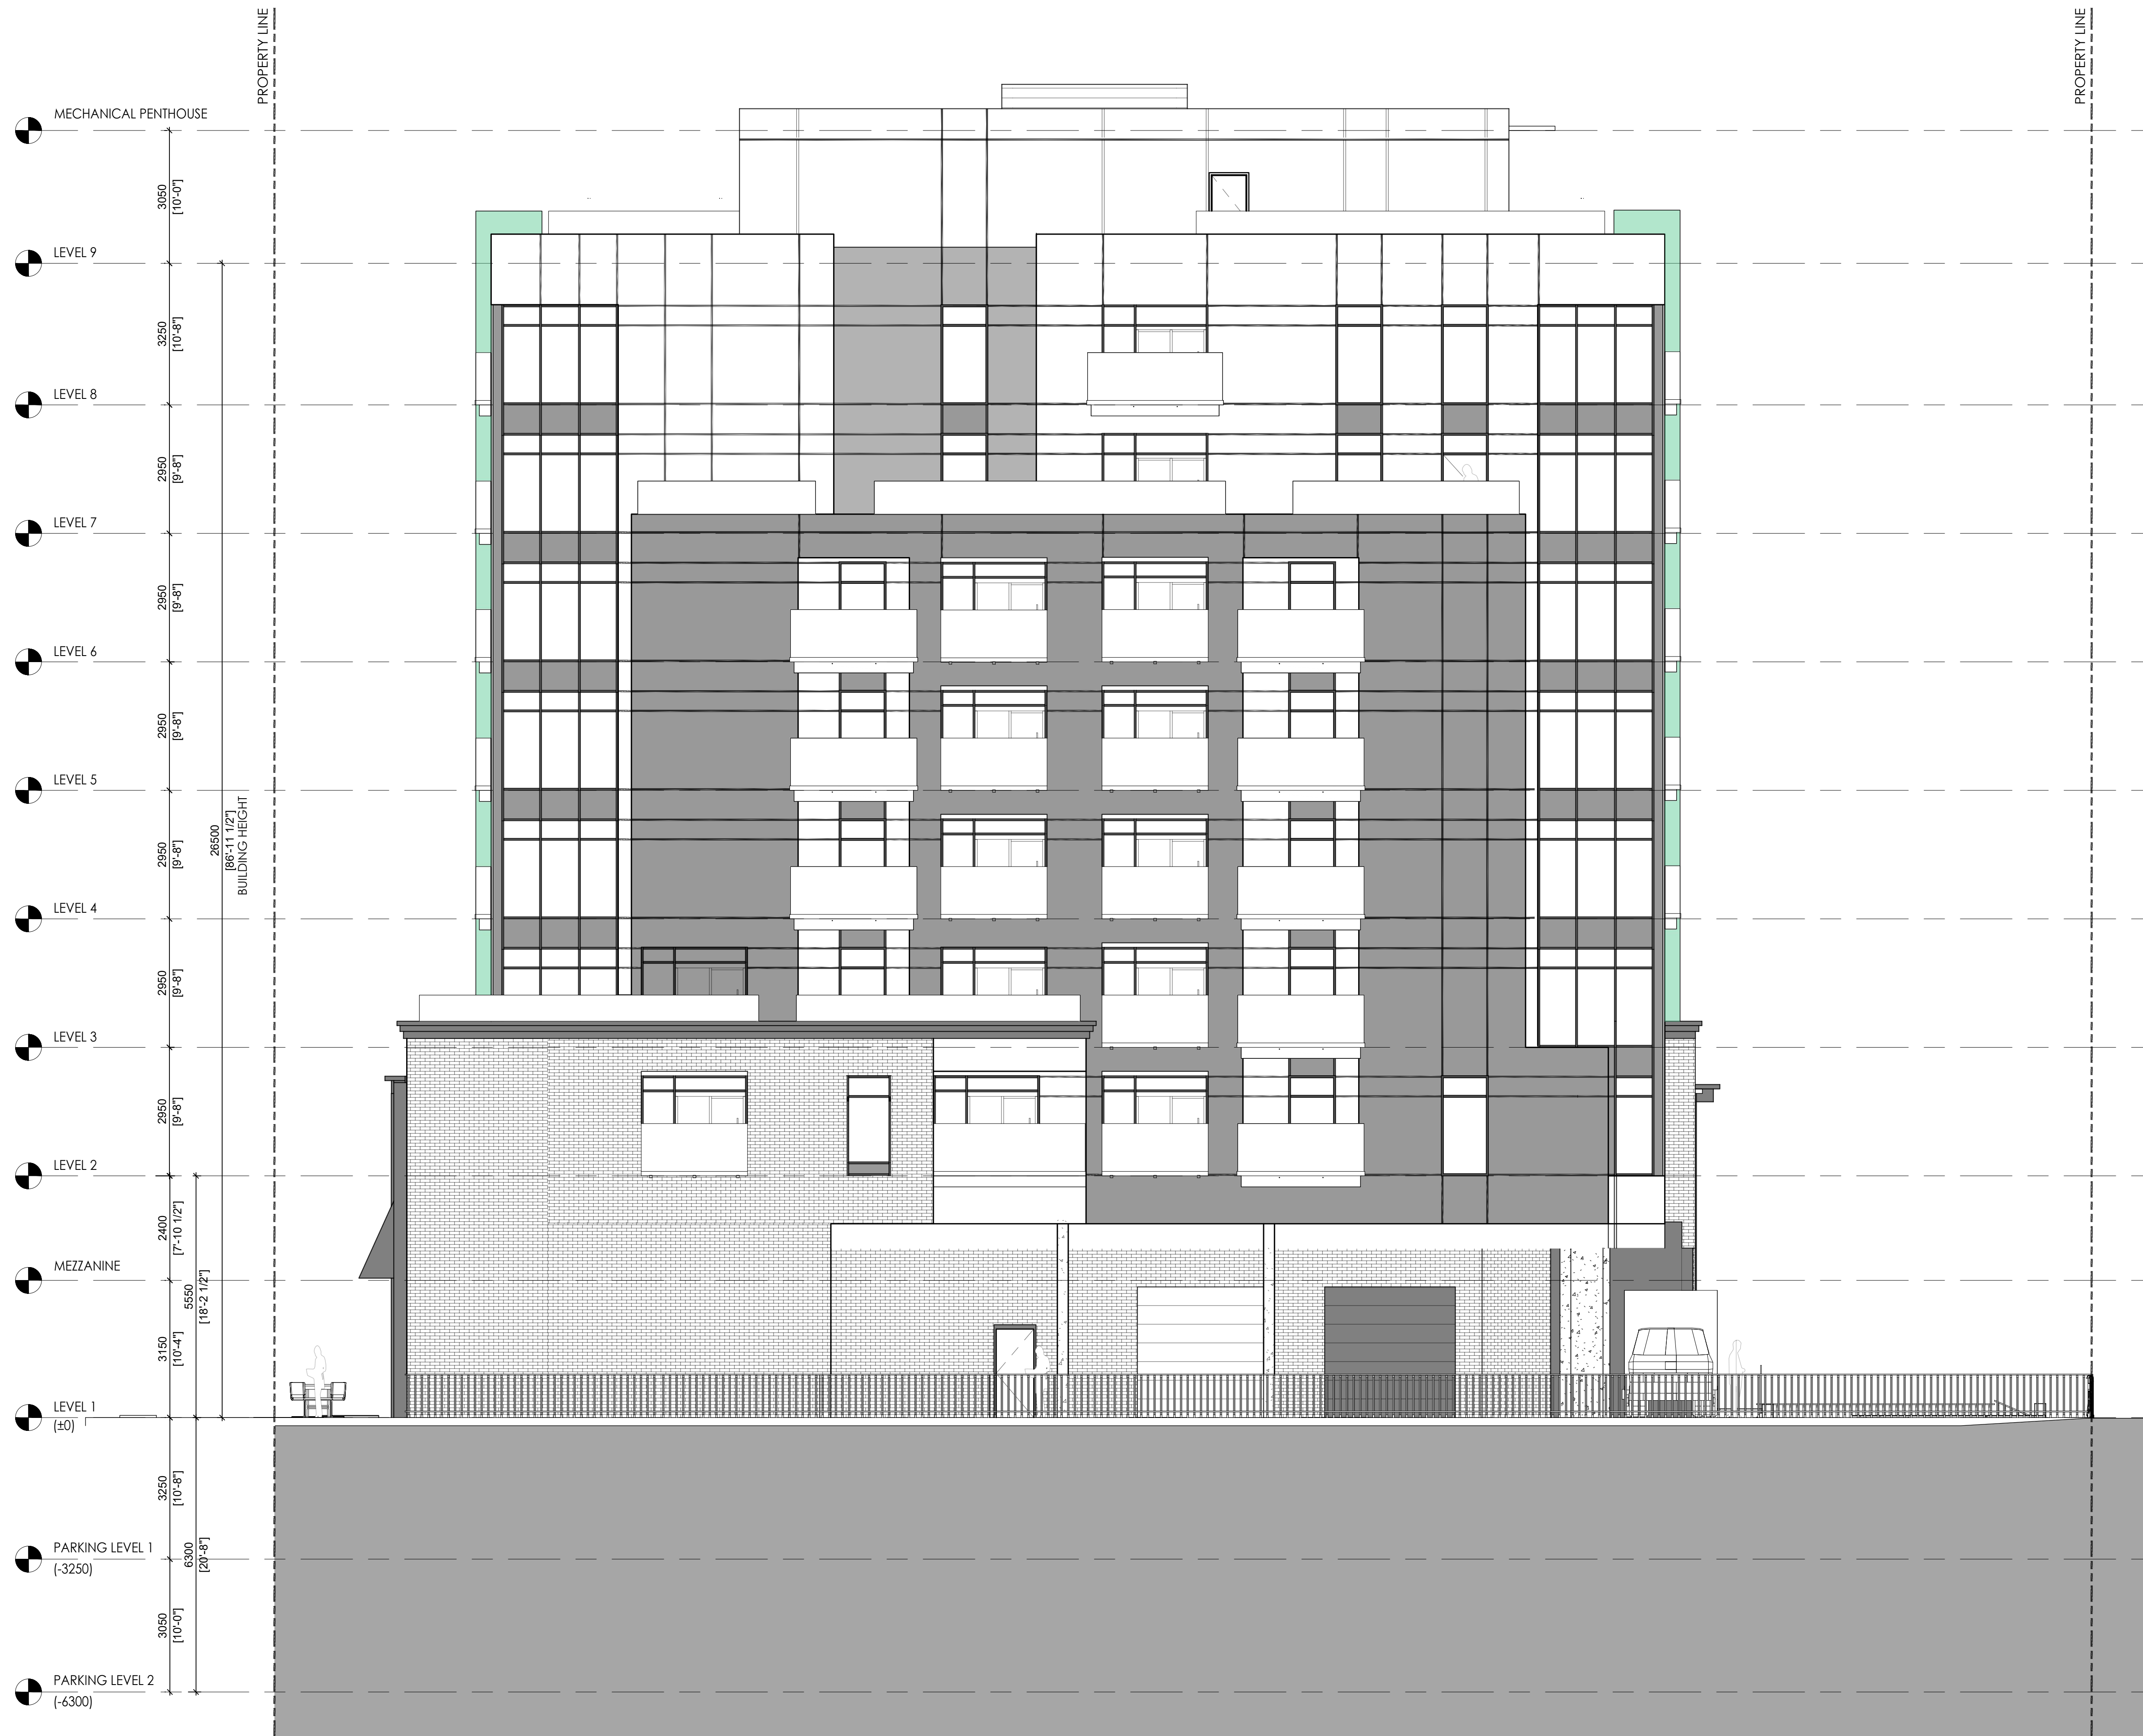 PROPERTY LINE
PROPERTY LINE
MECHANICAL PENTHOUSE
3050
[10'-0"]
LEVEL 9
3250
[10'-8"]
LEVEL 8
2950
[9'-8"]
LEVEL 7
2950
[9'-8"]
LEVEL 6
2950
[9'-8"]
LEVEL 5
26500
[86'-11 1/2"]
BUILDING HEIGHT
2950
[9'-8"]
LEVEL 4
2950
[9'-8"]
LEVEL 3
2950
[9'-8"]
LEVEL 2
2400
[7'-10 1/2"]
MEZZANINE
5550
[18'-2 1/2"]
3150
[10'-4"]
LEVEL 1
(±0)
3250
[10'-8"]
PARKING LEVEL 1
(-3250)
6300
[20'-8"]
3050
[10'-0"]
PARKING LEVEL 2
(-6300)